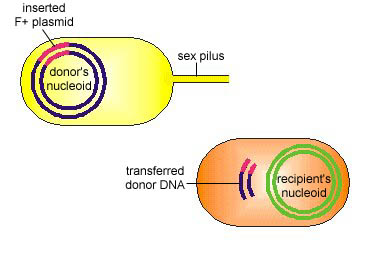 inserted
F+ plasmid
donor's
nucleoid
sex pilus
transferred
donor DNA
recipient's
nucleoid